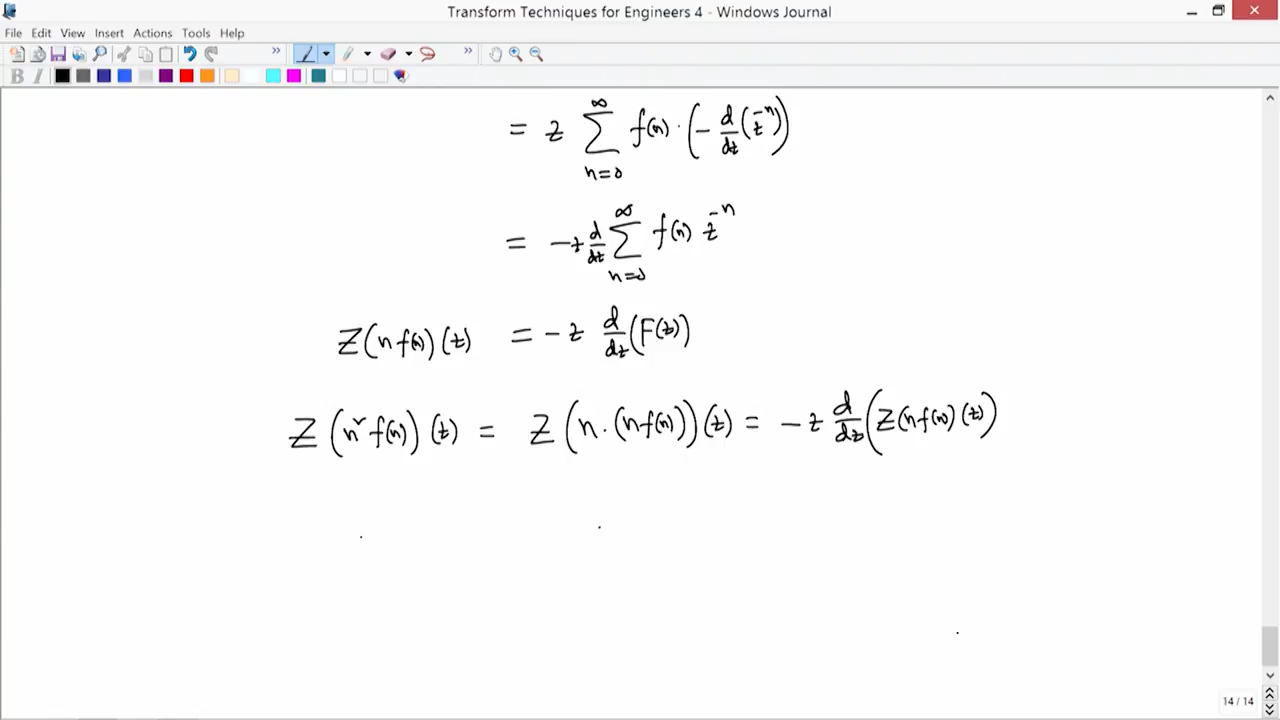 Transform Techniques for Engineers 4 - Windows Journal
File Edit View Insert Actions Tools Help
B I
= z ∑_{n=0}^{∞} f(n) · (− d/dz (z^{-n}))
= −z d/dz ∑_{n=0}^{∞} f(n) z^{-n}
Z(n f(n))(z) = −z d/dz (F(z))
Z(n² f(n))(z) = Z(n · (n f(n)))(z) = −z d/dz (Z(n f(n))(z))
14 / 14